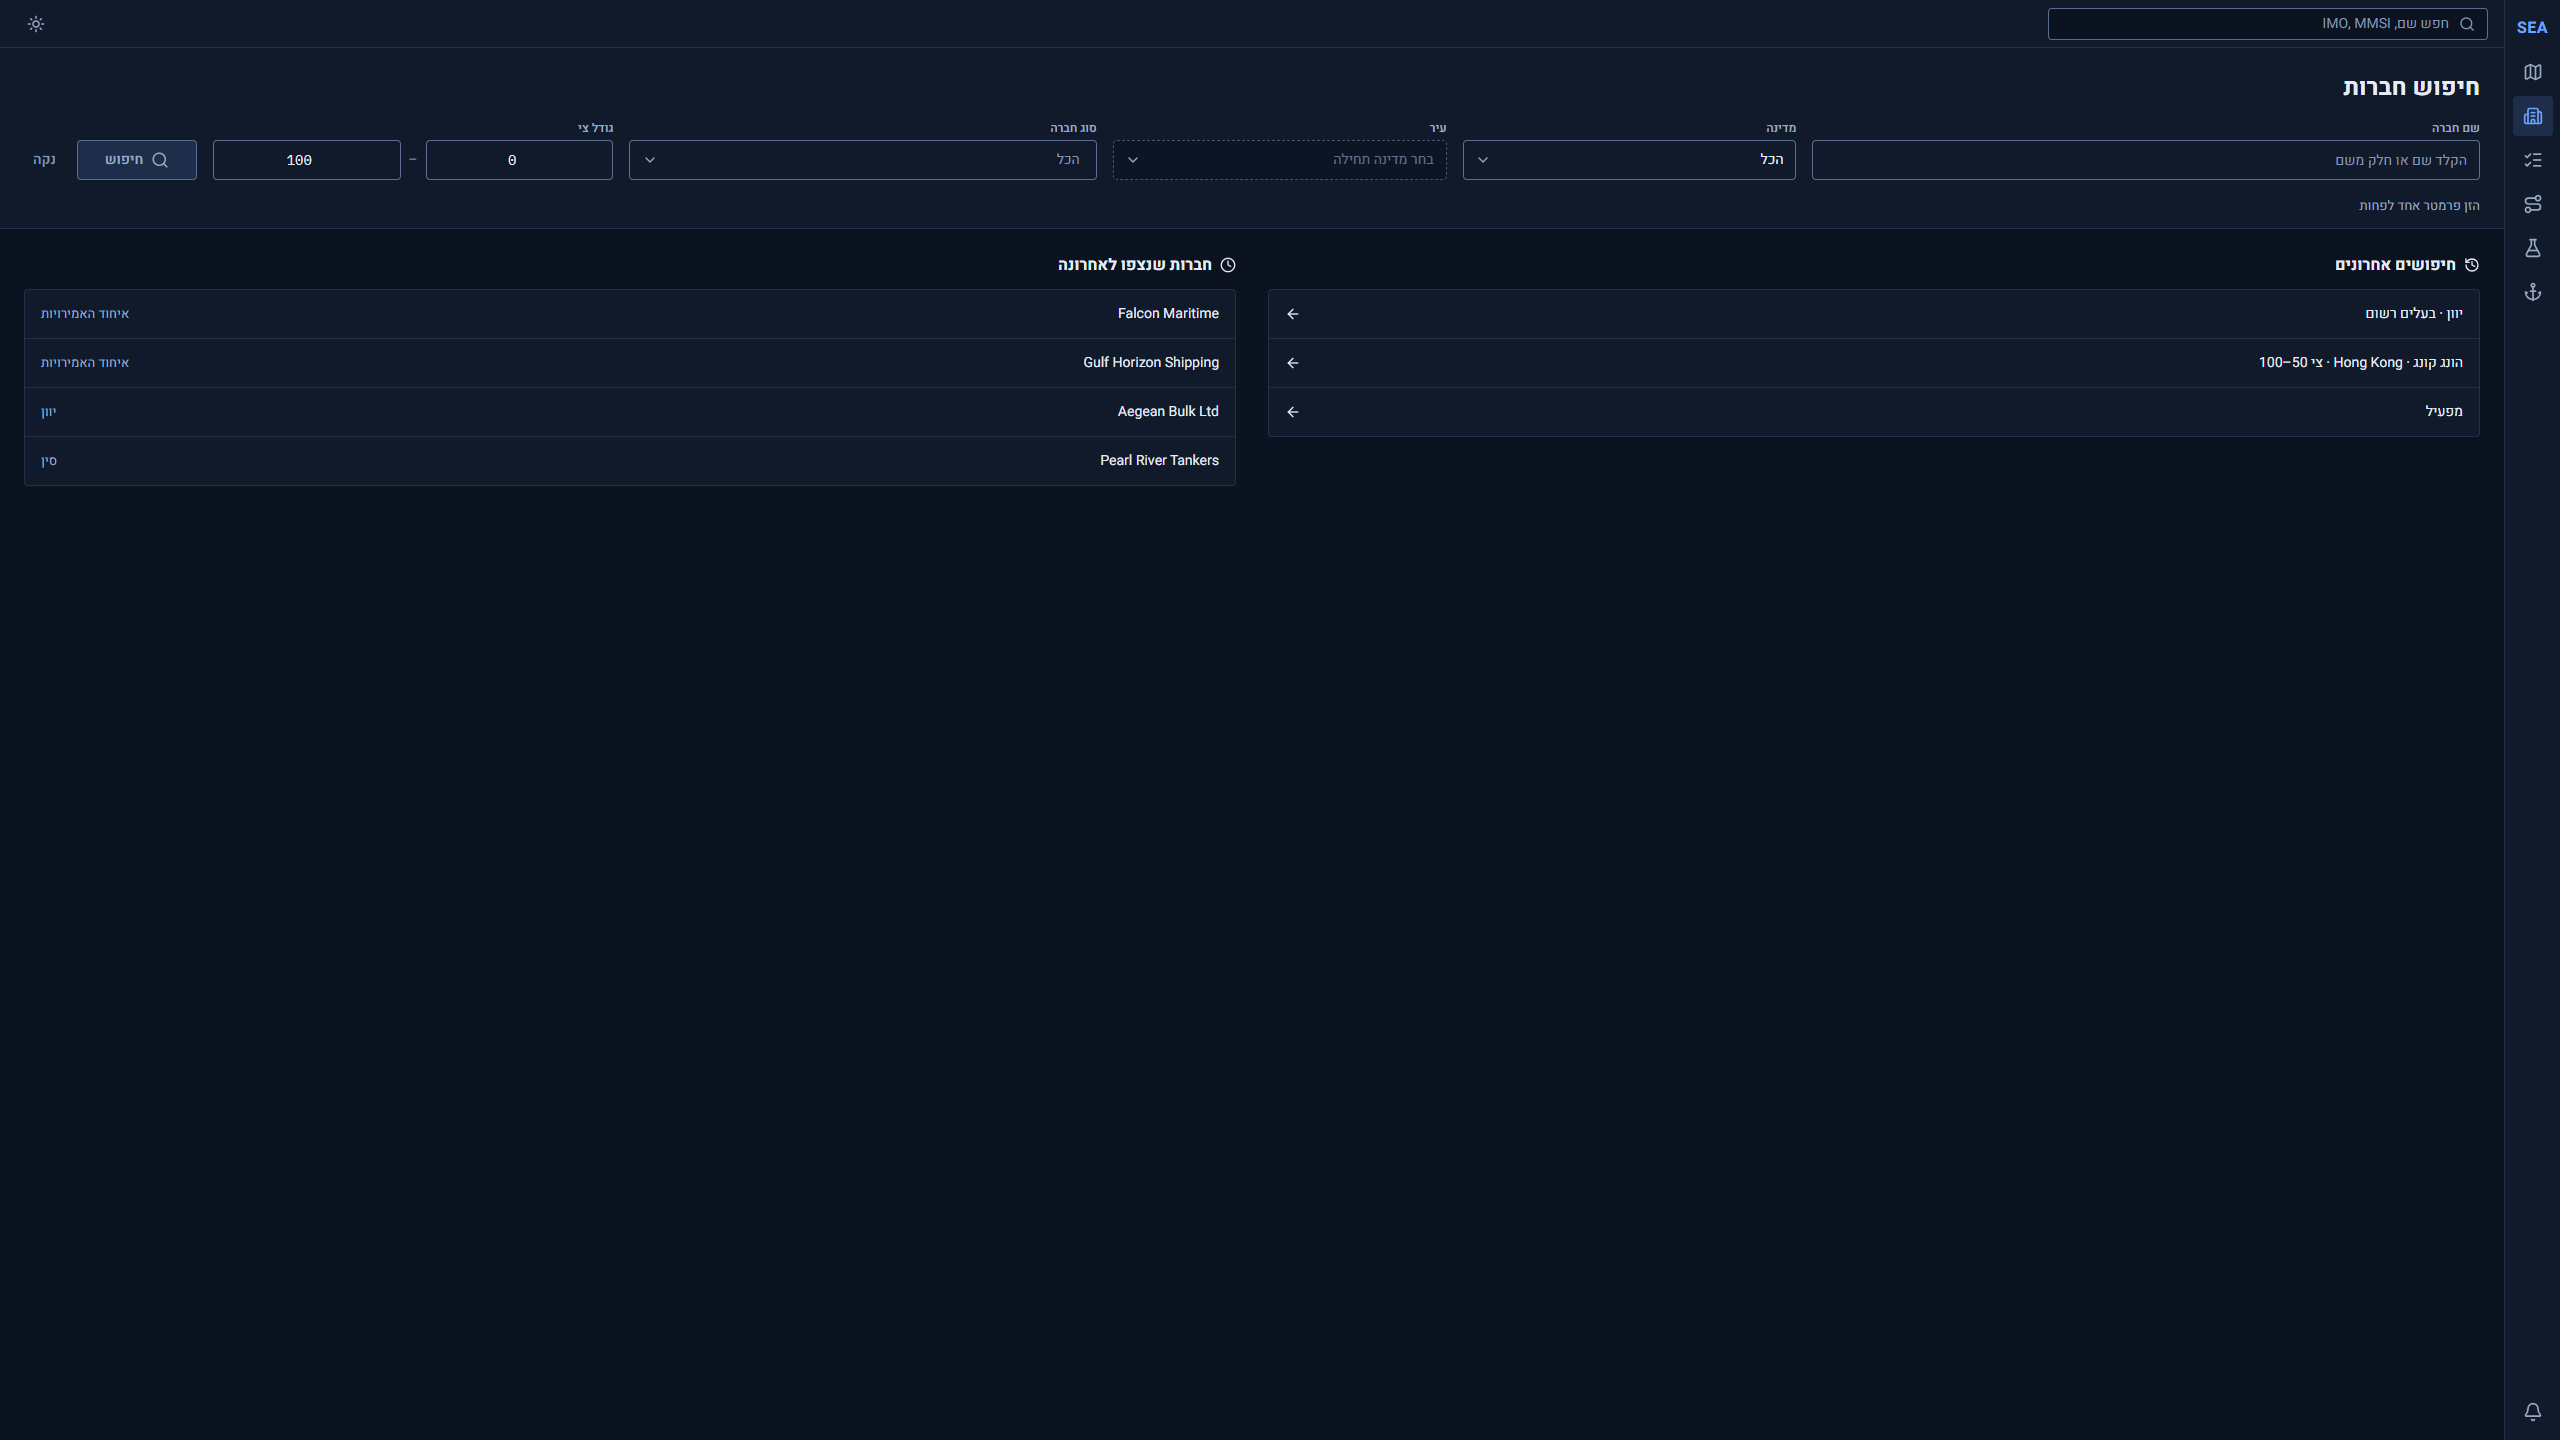 SEA
חפש שם, IMO, MMSI
חיפוש חברות
שם חברה
הקלד שם או חלק משם
מדינה
הכל
עיר
בחר מדינה תחילה
סוג חברה
הכל
גודל צי
0 – 100
חיפוש
נקה
הזן פרמטר אחד לפחות
חיפושים אחרונים
יוון · בעלים רשום
הונג קונג · Hong Kong · צי 50–100
מפעיל
חברות שנצפו לאחרונה
Falcon Maritime איחוד האמירויות
Gulf Horizon Shipping איחוד האמירויות
Aegean Bulk Ltd יוון
Pearl River Tankers סין